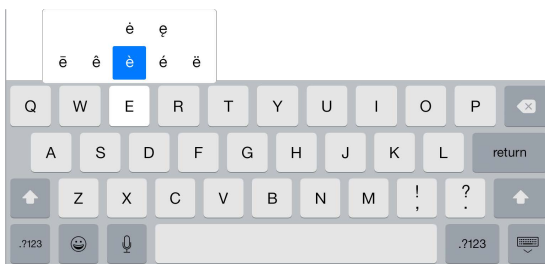 ė ę
ē ê è é ë
Q W E R T Y U I O P
A S D F G H J K L return
Z X C V B N M ! , ? .
.?123 .?123